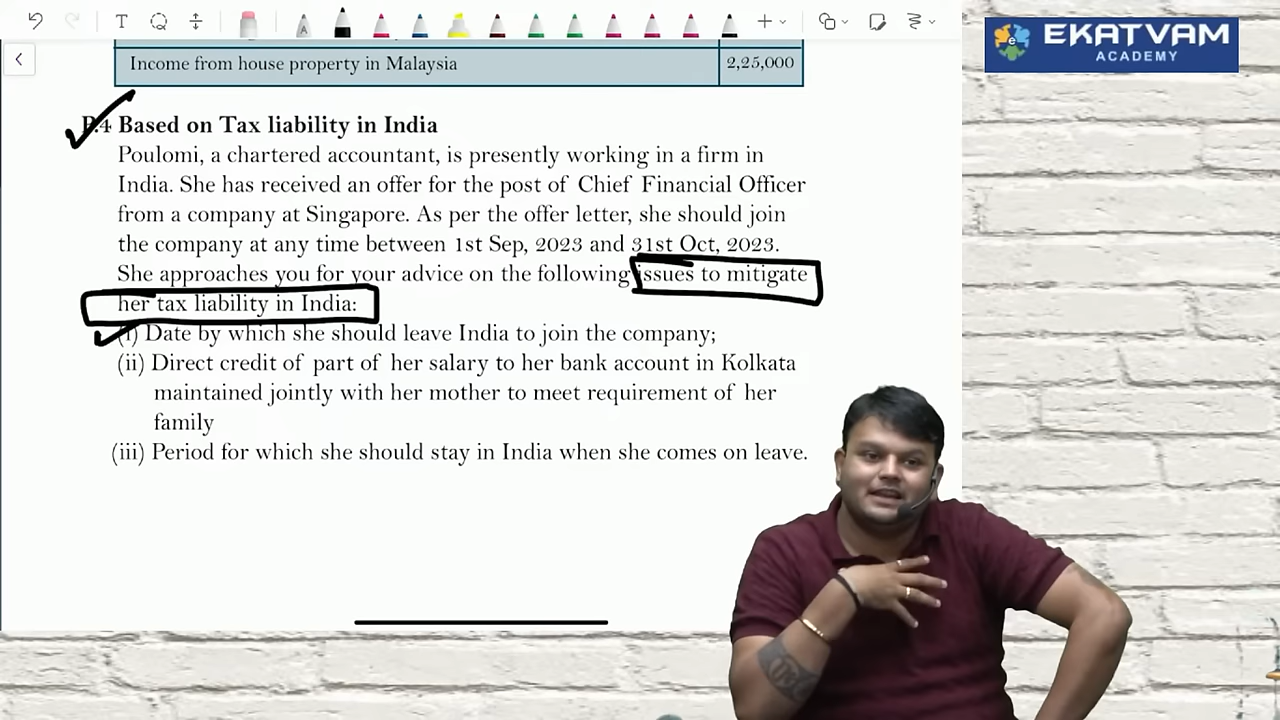 EKATVAM
ACADEMY
Income from house property in Malaysia 2,25,000
P.4 Based on Tax liability in India
Poulomi, a chartered accountant, is presently working in a firm in
India. She has received an offer for the post of Chief Financial Officer
from a company at Singapore. As per the offer letter, she should join
the company at any time between 1st Sep, 2023 and 31st Oct, 2023.
She approaches you for your advice on the following issues to mitigate
her tax liability in India:
(i) Date by which she should leave India to join the company;
(ii) Direct credit of part of her salary to her bank account in Kolkata
maintained jointly with her mother to meet requirement of her
family
(iii) Period for which she should stay in India when she comes on leave.